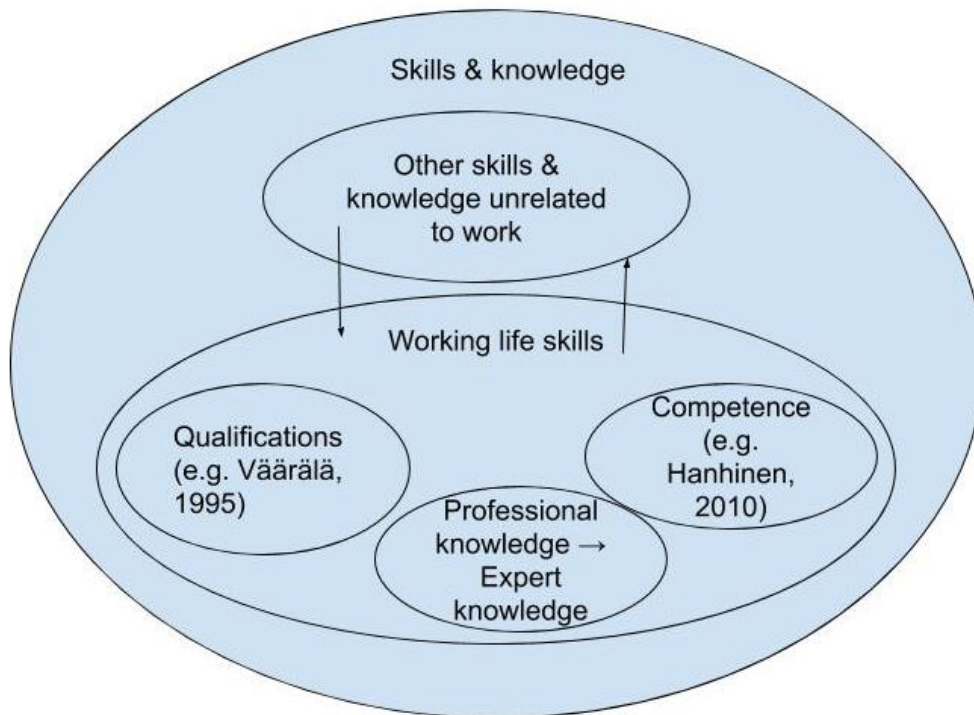 Skills & knowledge
Other skills &
knowledge unrelated
to work
Working life skills
Qualifications
(e.g. Väärälä,
1995)
Competence
(e.g.
Hanhinen,
2010)
Professional
knowledge →
Expert
knowledge